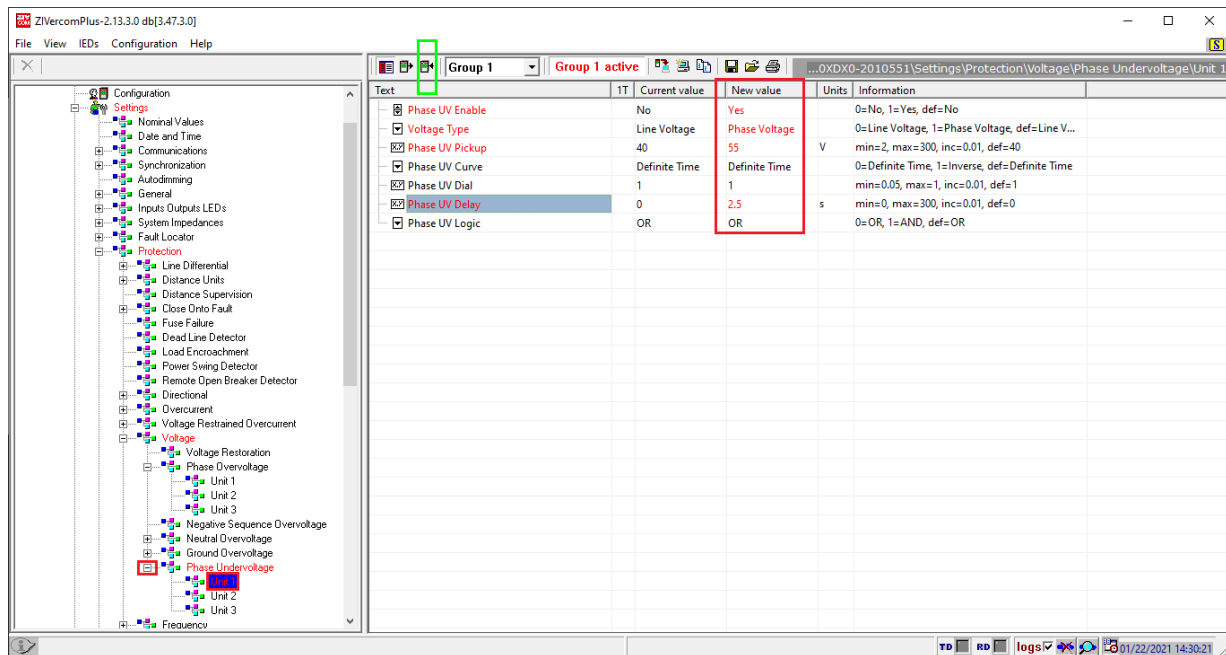 ZIVercomPlus-2.13.3.0 db[3.47.3.0]
File View IEDs Configuration Help
S
Group 1
Group 1 active
...0XDX0-2010551\Settings\Protection\Voltage\Phase Undervoltage\Unit 1
Configuration
Settings
Nominal Values
Date and Time
Communications
Synchronization
Autodimming
General
Inputs Outputs LEDs
System Impedances
Fault Locator
Protection
Line Differential
Distance Units
Distance Supervision
Close Onto Fault
Fuse Failure
Dead Line Detector
Load Encroachment
Power Swing Detector
Remote Open Breaker Detector
Directional
Overcurrent
Voltage Restrained Overcurrent
Voltage
Voltage Restoration
Phase Overvoltage
Unit 1
Unit 2
Unit 3
Negative Sequence Overvoltage
Neutral Overvoltage
Ground Overvoltage
Phase Undervoltage
Unit 1
Unit 2
Unit 3
Frequency
Text 1T Current value New value Units Information
Phase UV Enable No Yes 0=No, 1=Yes, def=No
Voltage Type Line Voltage Phase Voltage 0=Line Voltage, 1=Phase Voltage, def=Line V...
X.Y Phase UV Pickup 40 55 V min=2, max=300, inc=0.01, def=40
Phase UV Curve Definite Time Definite Time 0=Definite Time, 1=Inverse, def=Definite Time
X.Y Phase UV Dial 1 1 min=0.05, max=1, inc=0.01, def=1
X.Y Phase UV Delay 0 2.5 s min=0, max=300, inc=0.01, def=0
Phase UV Logic OR OR 0=OR, 1=AND, def=OR
TD RD logs 01/22/2021 14:30:21